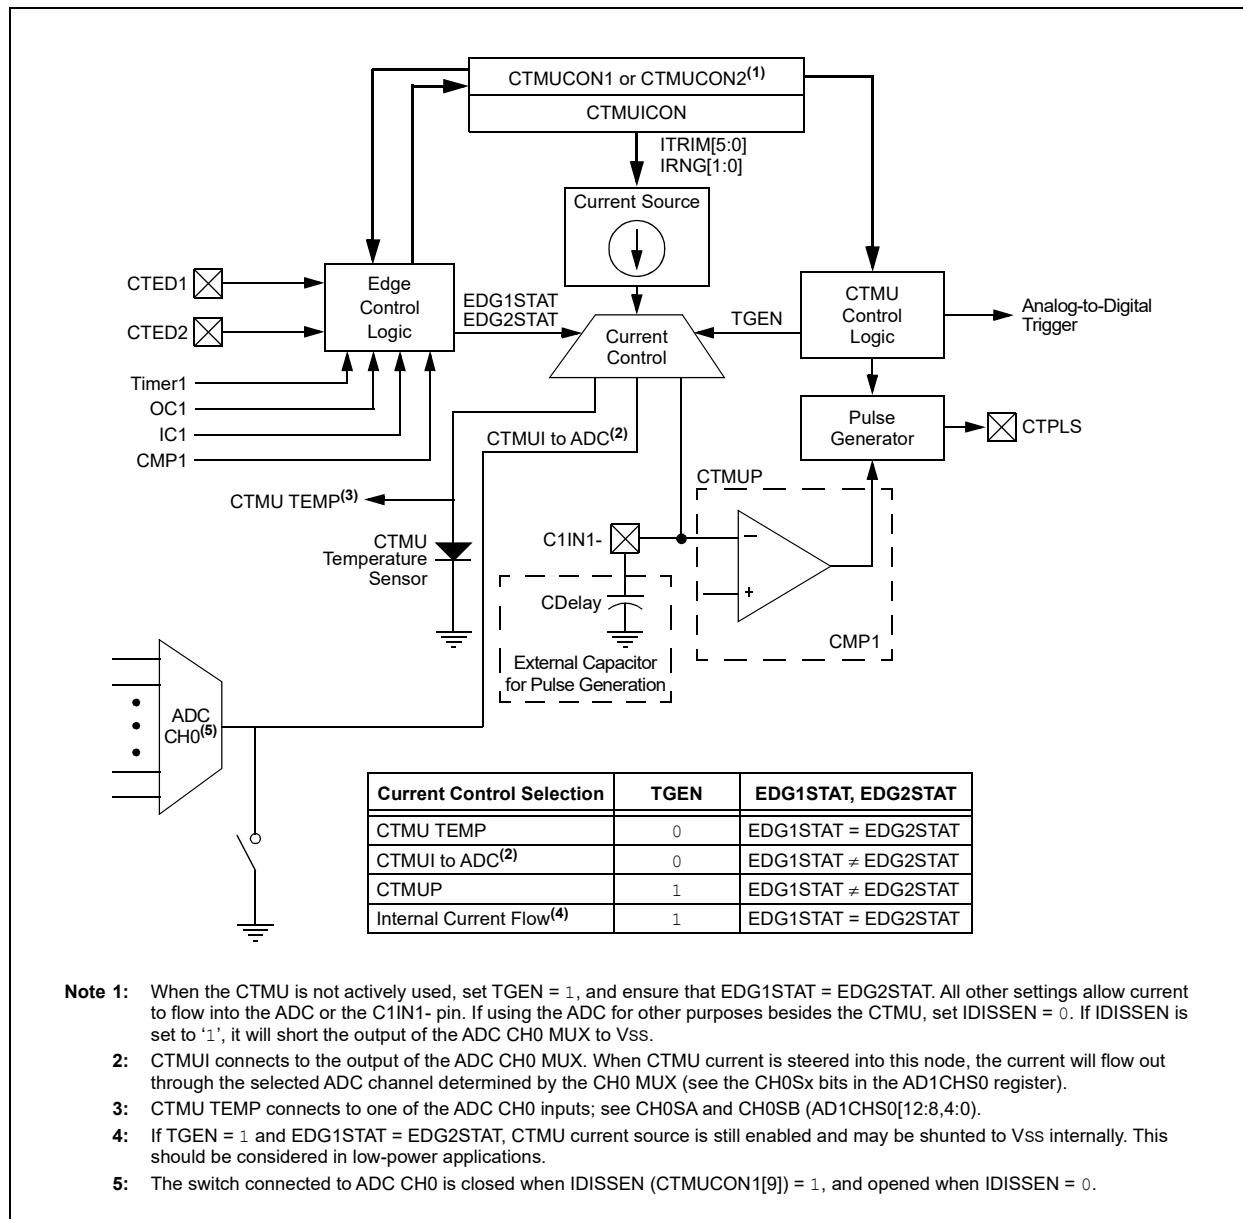 CTMUCON1 or CTMUCON2(1)
CTMUICON
ITRIM[5:0]
IRNG[1:0]
Current Source
CTED1
CTED2
Edge
Control
Logic
EDG1STAT
EDG2STAT
Current
Control
TGEN
CTMU
Control
Logic
Analog-to-Digital
Trigger
Timer1
OC1
IC1
CMP1
CTMUI to ADC(2)
Pulse
Generator
CTPLS
CTMUP
CTMU TEMP(3)
CTMU
Temperature
Sensor
C1IN1-
CDelay
–
+
CMP1
External Capacitor
for Pulse Generation
ADC
CH0(5)
Current Control Selection TGEN EDG1STAT, EDG2STAT
CTMU TEMP 0 EDG1STAT = EDG2STAT
CTMUI to ADC(2) 0 EDG1STAT ≠ EDG2STAT
CTMUP 1 EDG1STAT ≠ EDG2STAT
Internal Current Flow(4) 1 EDG1STAT = EDG2STAT
Note 1: When the CTMU is not actively used, set TGEN = 1, and ensure that EDG1STAT = EDG2STAT. All other settings allow current
to flow into the ADC or the C1IN1- pin. If using the ADC for other purposes besides the CTMU, set IDISSEN = 0. If IDISSEN is
set to ‘1’, it will short the output of the ADC CH0 MUX to VSS.
2: CTMUI connects to the output of the ADC CH0 MUX. When CTMU current is steered into this node, the current will flow out
through the selected ADC channel determined by the CH0 MUX (see the CH0Sx bits in the AD1CHS0 register).
3: CTMU TEMP connects to one of the ADC CH0 inputs; see CH0SA and CH0SB (AD1CHS0[12:8,4:0).
4: If TGEN = 1 and EDG1STAT = EDG2STAT, CTMU current source is still enabled and may be shunted to VSS internally. This
should be considered in low-power applications.
5: The switch connected to ADC CH0 is closed when IDISSEN (CTMUCON1[9]) = 1, and opened when IDISSEN = 0.